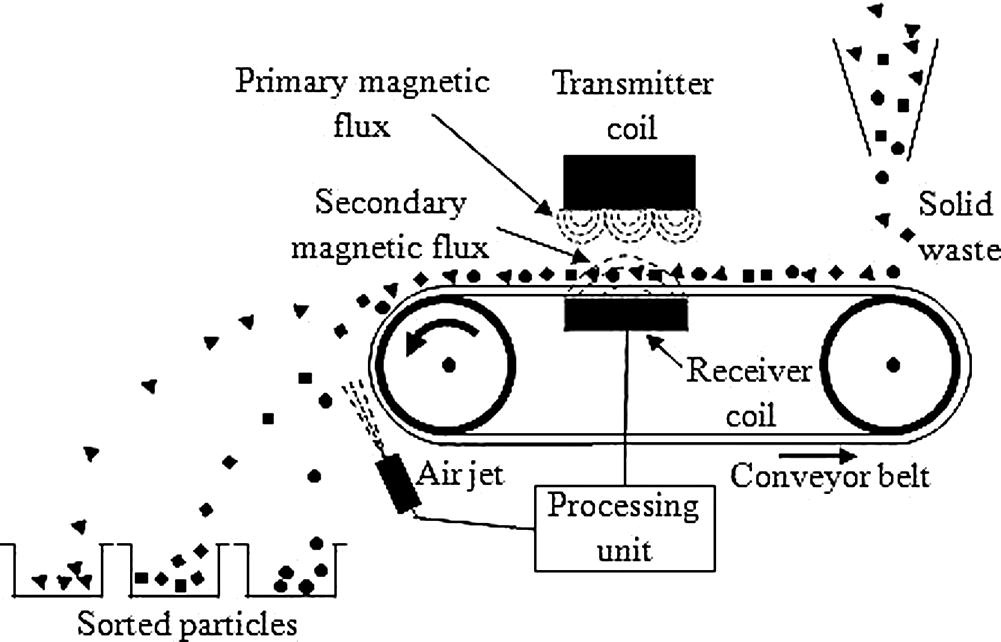 Primary magnetic
flux
Transmitter
coil
Secondary
magnetic flux
Solid
waste
Receiver
coil
Air jet
Conveyor belt
Processing
unit
Sorted particles